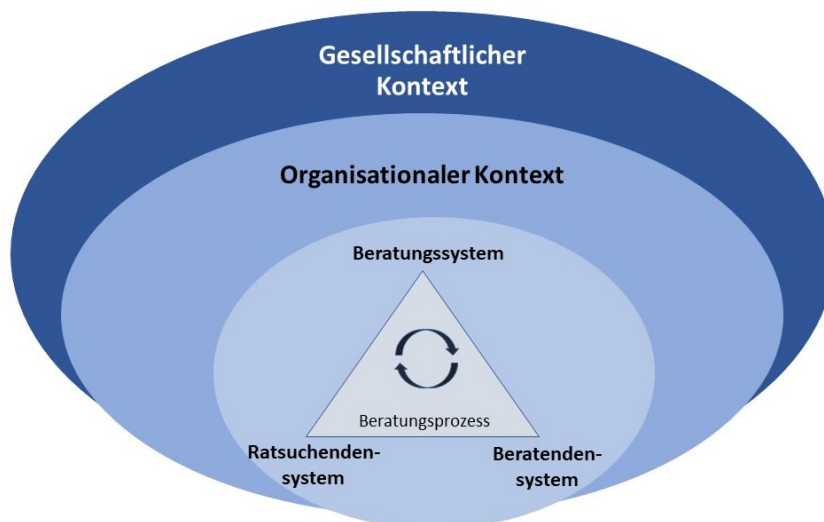 Gesellschaftlicher
Kontext
Organisationaler Kontext
Beratungssystem
Beratungsprozess
Ratsuchenden-
system
Beratenden-
system